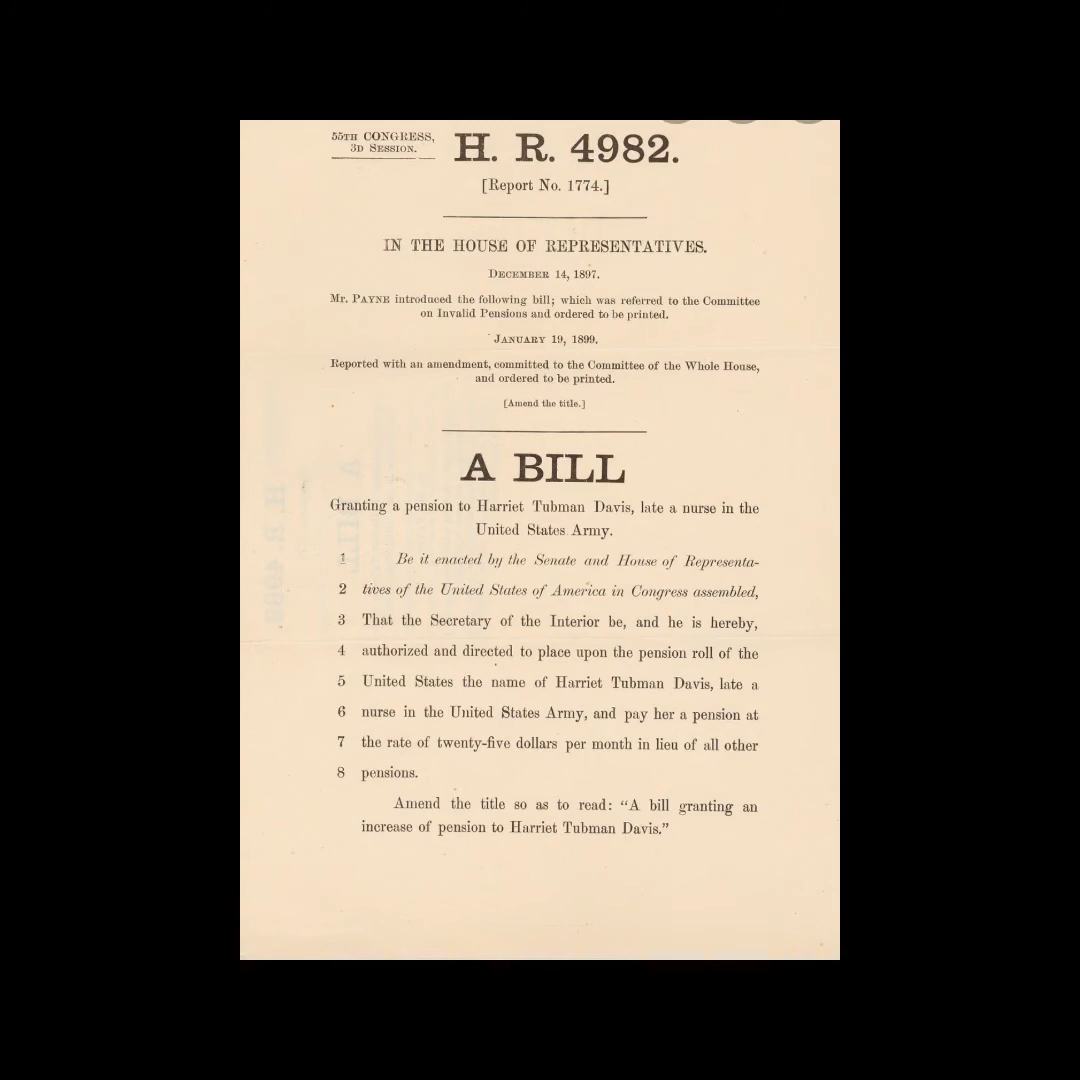 55TH CONGRESS,
3D SESSION.
H. R. 4982.
[Report No. 1774.]
IN THE HOUSE OF REPRESENTATIVES.
DECEMBER 14, 1897.
Mr. PAYNE introduced the following bill; which was referred to the Committee
on Invalid Pensions and ordered to be printed.
JANUARY 19, 1899.
Reported with an amendment, committed to the Committee of the Whole House,
and ordered to be printed.
[Amend the title.]
A BILL
Granting a pension to Harriet Tubman Davis, late a nurse in the
United States Army.
1 Be it enacted by the Senate and House of Representa-
2 tives of the United States of America in Congress assembled,
3 That the Secretary of the Interior be, and he is hereby,
4 authorized and directed to place upon the pension roll of the
5 United States the name of Harriet Tubman Davis, late a
6 nurse in the United States Army, and pay her a pension at
7 the rate of twenty-five dollars per month in lieu of all other
8 pensions.
Amend the title so as to read: “A bill granting an
increase of pension to Harriet Tubman Davis.”